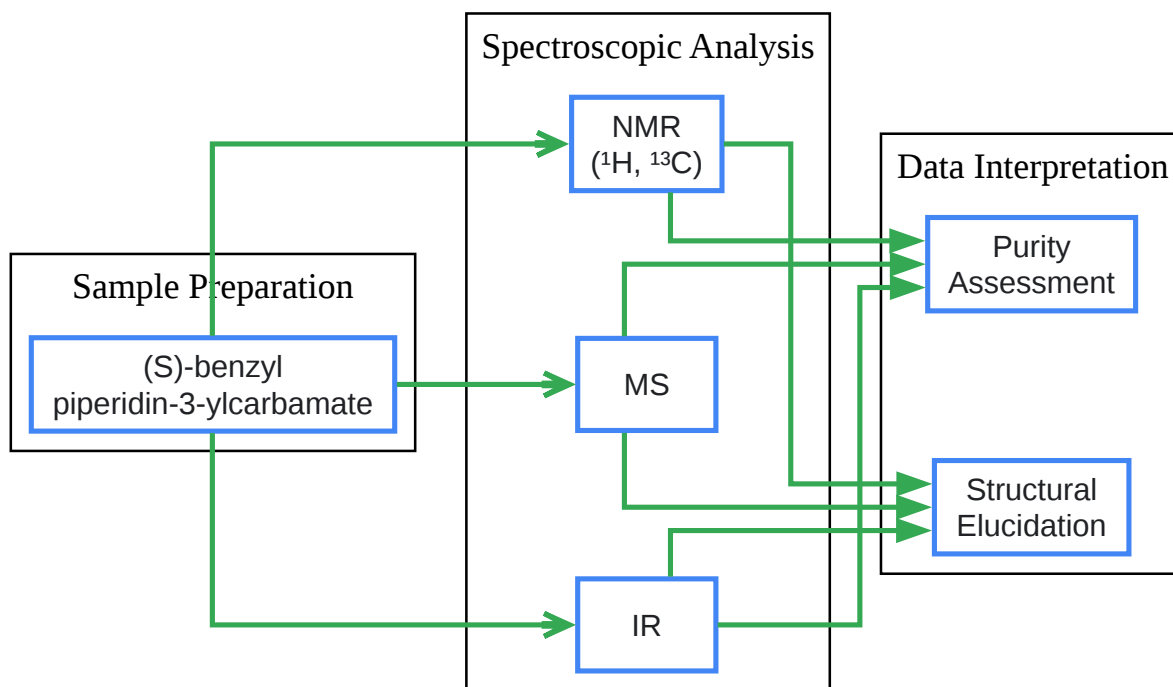 Sample Preparation
(S)-benzyl
piperidin-3-ylcarbamate
Spectroscopic Analysis
NMR
(¹H, ¹³C)
MS
IR
Data Interpretation
Purity
Assessment
Structural
Elucidation